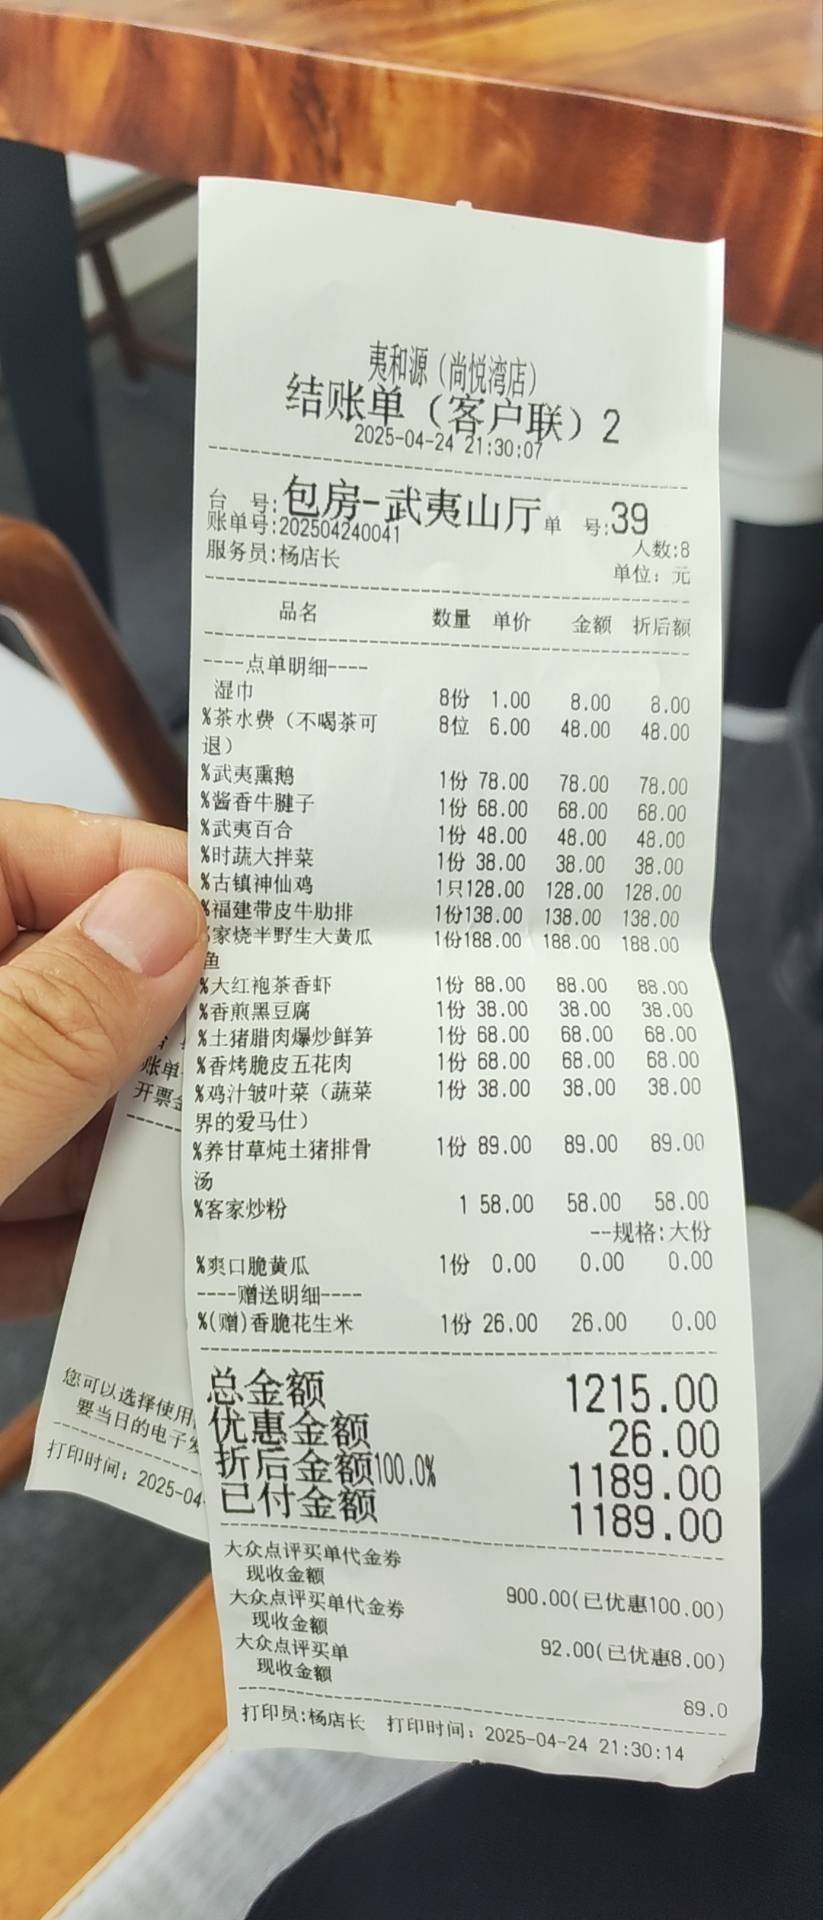 夷和源（尚悦湾店）
结账单（客户联）2
2025-04-24 21:30:07
台 号:包房-武夷山厅 单 号:39
账单号:202504240041 人数:8
服务员:杨店长 单位：元
品名 数量 单价 金额 折后额
----点单明细----
湿巾 8份 1.00 8.00 8.00
%茶水费（不喝茶可 8位 6.00 48.00 48.00
退）
%武夷熏鹅 1份 78.00 78.00 78.00
%酱香牛腱子 1份 68.00 68.00 68.00
%武夷百合 1份 48.00 48.00 48.00
%时蔬大拌菜 1份 38.00 38.00 38.00
%古镇神仙鸡 1只128.00 128.00 128.00
%福建带皮牛肋排 1份138.00 138.00 138.00
%家烧半野生大黄瓜 1份188.00 188.00 188.00
鱼
%大红袍茶香虾 1份 88.00 88.00 88.00
%香煎黑豆腐 1份 38.00 38.00 38.00
%土猪腊肉爆炒鲜笋 1份 68.00 68.00 68.00
%香烤脆皮五花肉 1份 68.00 68.00 68.00
%鸡汁皱叶菜（蔬菜 1份 38.00 38.00 38.00
界的爱马仕）
%养甘草炖土猪排骨 1份 89.00 89.00 89.00
汤
%客家炒粉 1 58.00 58.00 58.00
--规格:大份
%爽口脆黄瓜 1份 0.00 0.00 0.00
----赠送明细----
%(赠)香脆花生米 1份 26.00 26.00 0.00
总金额 1215.00
优惠金额 26.00
折后金额100.0% 1189.00
已付金额 1189.00
大众点评买单代金券
现收金额 900.00(已优惠100.00)
大众点评买单代金券
现收金额 92.00(已优惠8.00)
大众点评买单
现收金额 89.0
打印员:杨店长 打印时间：2025-04-24 21:30:14
账单
开票
您可以选择使用
要当日的电子发
打印时间：2025-04-